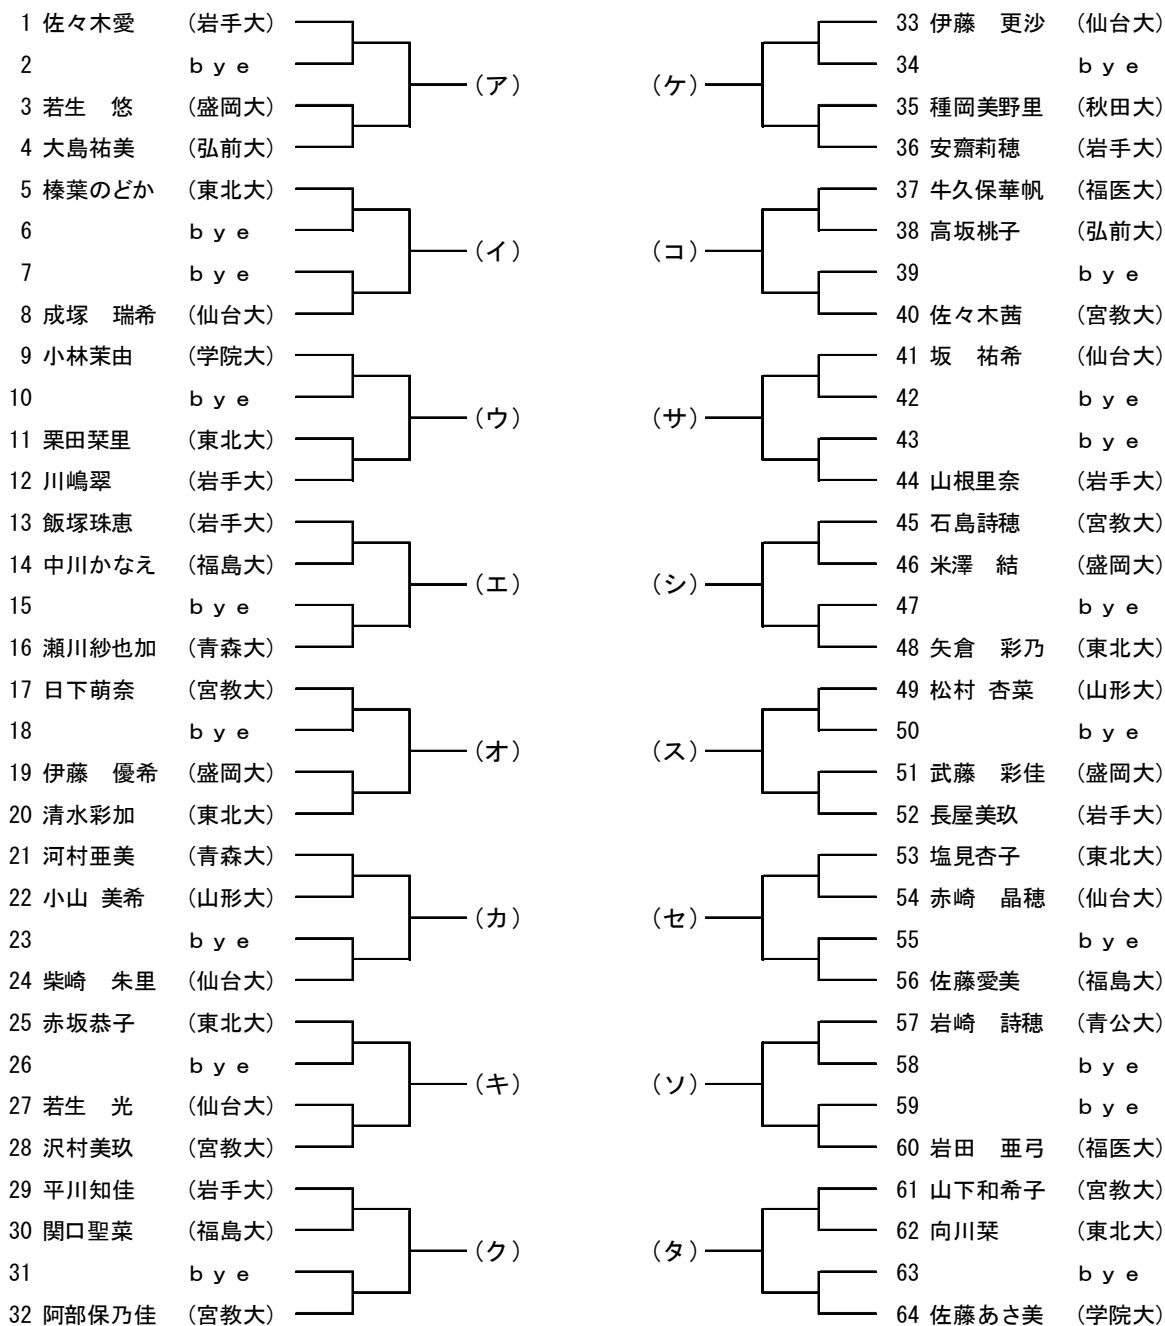 1 佐々木愛 （岩手大）
2 ｂｙｅ
（ア）
3 若生　悠 （盛岡大）
4 大島祐美 （弘前大）
5 榛葉のどか （東北大）
6 ｂｙｅ
（イ）
7 ｂｙｅ
8 成塚　瑞希 （仙台大）
9 小林茉由 （学院大）
10 ｂｙｅ
（ウ）
11 栗田栞里 （東北大）
12 川嶋翠 （岩手大）
13 飯塚珠恵 （岩手大）
14 中川かなえ （福島大）
（エ）
15 ｂｙｅ
16 瀬川紗也加 （青森大）
17 日下萌奈 （宮教大）
18 ｂｙｅ
（オ）
19 伊藤　優希 （盛岡大）
20 清水彩加 （東北大）
21 河村亜美 （青森大）
22 小山 美希 （山形大）
（カ）
23 ｂｙｅ
24 柴崎　朱里 （仙台大）
25 赤坂恭子 （東北大）
26 ｂｙｅ
（キ）
27 若生　光 （仙台大）
28 沢村美玖 （宮教大）
29 平川知佳 （岩手大）
30 関口聖菜 （福島大）
（ク）
31 ｂｙｅ
32 阿部保乃佳 （宮教大）
33 伊藤　更沙 （仙台大）
34 ｂｙｅ
（ケ）
35 種岡美野里 （秋田大）
36 安齋莉穂 （岩手大）
37 牛久保華帆 （福医大）
38 高坂桃子 （弘前大）
（コ）
39 ｂｙｅ
40 佐々木茜 （宮教大）
41 坂　祐希 （仙台大）
42 ｂｙｅ
（サ）
43 ｂｙｅ
44 山根里奈 （岩手大）
45 石島詩穂 （宮教大）
46 米澤　結 （盛岡大）
（シ）
47 ｂｙｅ
48 矢倉　彩乃 （東北大）
49 松村 杏菜 （山形大）
50 ｂｙｅ
（ス）
51 武藤　彩佳 （盛岡大）
52 長屋美玖 （岩手大）
53 塩見杏子 （東北大）
54 赤崎　晶穂 （仙台大）
（セ）
55 ｂｙｅ
56 佐藤愛美 （福島大）
57 岩崎　詩穂 （青公大）
58 ｂｙｅ
（ソ）
59 ｂｙｅ
60 岩田　亜弓 （福医大）
61 山下和希子 （宮教大）
62 向川栞 （東北大）
（タ）
63 ｂｙｅ
64 佐藤あさ美 （学院大）